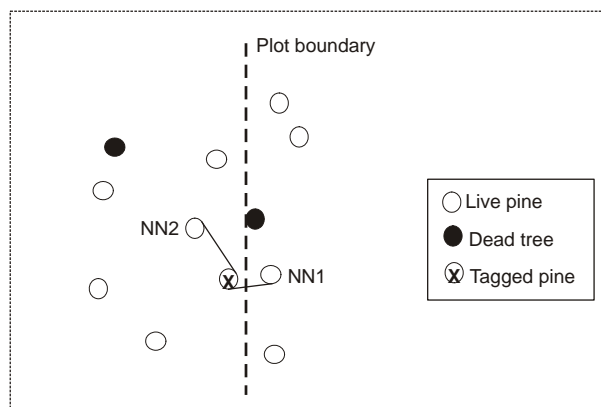 Plot boundary
NN2
NN1
X
Live pine
Dead tree
X Tagged pine